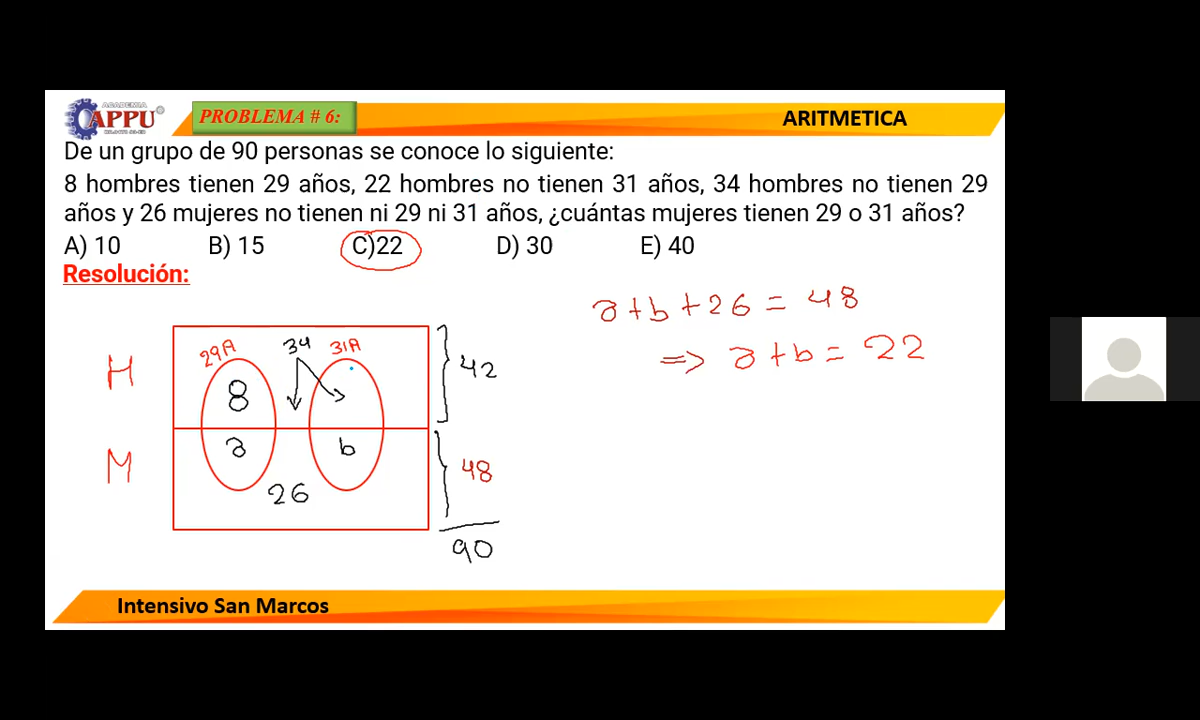 ACADEMIA
APPU
PROBLEMA # 6:
ARITMETICA
De un grupo de 90 personas se conoce lo siguiente:
8 hombres tienen 29 años, 22 hombres no tienen 31 años, 34 hombres no tienen 29
años y 26 mujeres no tienen ni 29 ni 31 años, ¿cuántas mujeres tienen 29 o 31 años?
A) 10 B) 15 C)22 D) 30 E) 40
Resolución:
a+b+26 = 48
=> a+b = 22
29A 34 31A
H 8 42
M a b 48
26
90
Intensivo San Marcos